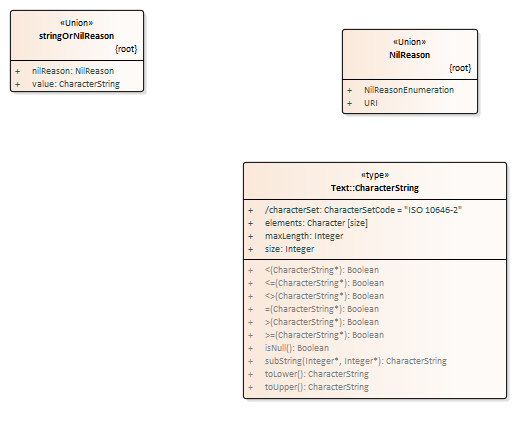 «Union»
stringOrNilReason
{root}
+ nilReason: NilReason
+ value: CharacterString
«Union»
NilReason
{root}
+ NilReasonEnumeration
+ URI
«type»
Text::CharacterString
+ /characterSet: CharacterSetCode = "ISO 10646-2"
+ elements: Character [size]
+ maxLength: Integer
+ size: Integer
+ <(CharacterString*): Boolean
+ <=(CharacterString*): Boolean
+ <>(CharacterString*): Boolean
+ =(CharacterString*): Boolean
+ >(CharacterString*): Boolean
+ >=(CharacterString*): Boolean
+ isNull(): Boolean
+ subString(Integer*, Integer*): CharacterString
+ toLower(): CharacterString
+ toUpper(): CharacterString